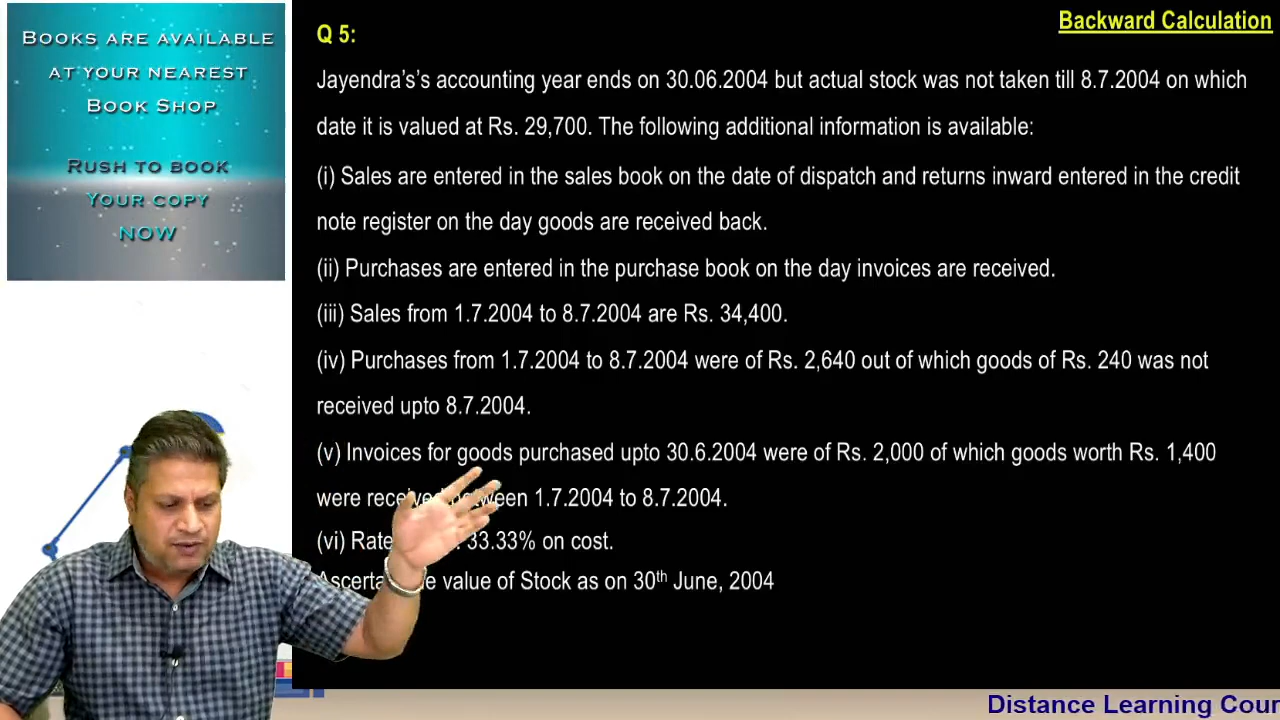 BOOKS ARE AVAILABLE
AT YOUR NEAREST
BOOK SHOP
RUSH TO BOOK
YOUR COPY
NOW
Backward Calculation
Q 5:
Jayendra's's accounting year ends on 30.06.2004 but actual stock was not taken till 8.7.2004 on which
date it is valued at Rs. 29,700. The following additional information is available:
(i) Sales are entered in the sales book on the date of dispatch and returns inward entered in the credit
note register on the day goods are received back.
(ii) Purchases are entered in the purchase book on the day invoices are received.
(iii) Sales from 1.7.2004 to 8.7.2004 are Rs. 34,400.
(iv) Purchases from 1.7.2004 to 8.7.2004 were of Rs. 2,640 out of which goods of Rs. 240 was not
received upto 8.7.2004.
(v) Invoices for goods purchased upto 30.6.2004 were of Rs. 2,000 of which goods worth Rs. 1,400
were received between 1.7.2004 to 8.7.2004.
(vi) Rate 33.33% on cost.
value of Stock as on 30th June, 2004
Distance Learning Cour